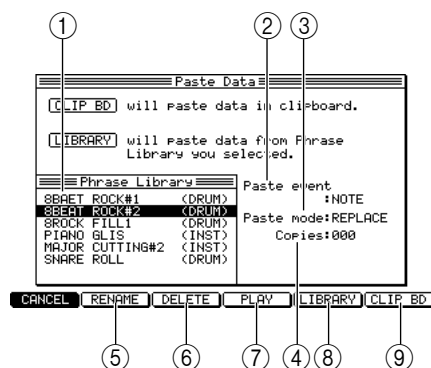 ① ② ③
Paste Data
CLIP BD will paste data in clipboard.
LIBRARY will paste data from Phrase
Library you selected.
Phrase Library
8BAET ROCK#1 (DRUM)
8BEAT ROCK#2 (DRUM)
8ROCK FILL1 (DRUM)
PIANO GLIS (INST)
MAJOR CUTTING#2 (INST)
SNARE ROLL (DRUM)
Paste event
:NOTE
Paste mode:REPLACE
Copies:000
CANCEL RENAME DELETE PLAY LIBRARY CLIP BD
⑤ ⑥ ⑦ ④ ⑧ ⑨